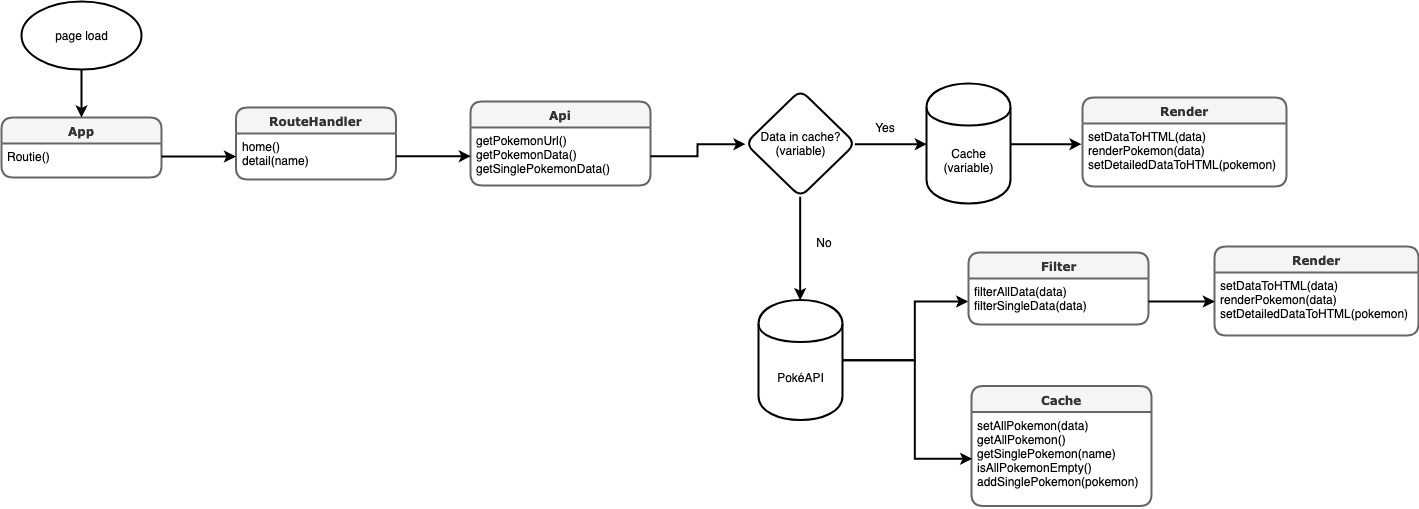 page load
App
Routie()
RouteHandler
home()
detail(name)
Api
getPokemonUrl()
getPokemonData()
getSinglePokemonData()
Data in cache?
(variable)
Yes
Cache
(variable)
Render
setDataToHTML(data)
renderPokemon(data)
setDetailedDataToHTML(pokemon)
No
PokéAPI
Filter
filterAllData(data)
filterSingleData(data)
Render
setDataToHTML(data)
renderPokemon(data)
setDetailedDataToHTML(pokemon)
Cache
setAllPokemon(data)
getAllPokemon()
getSinglePokemon(name)
isAllPokemonEmpty()
addSinglePokemon(pokemon)